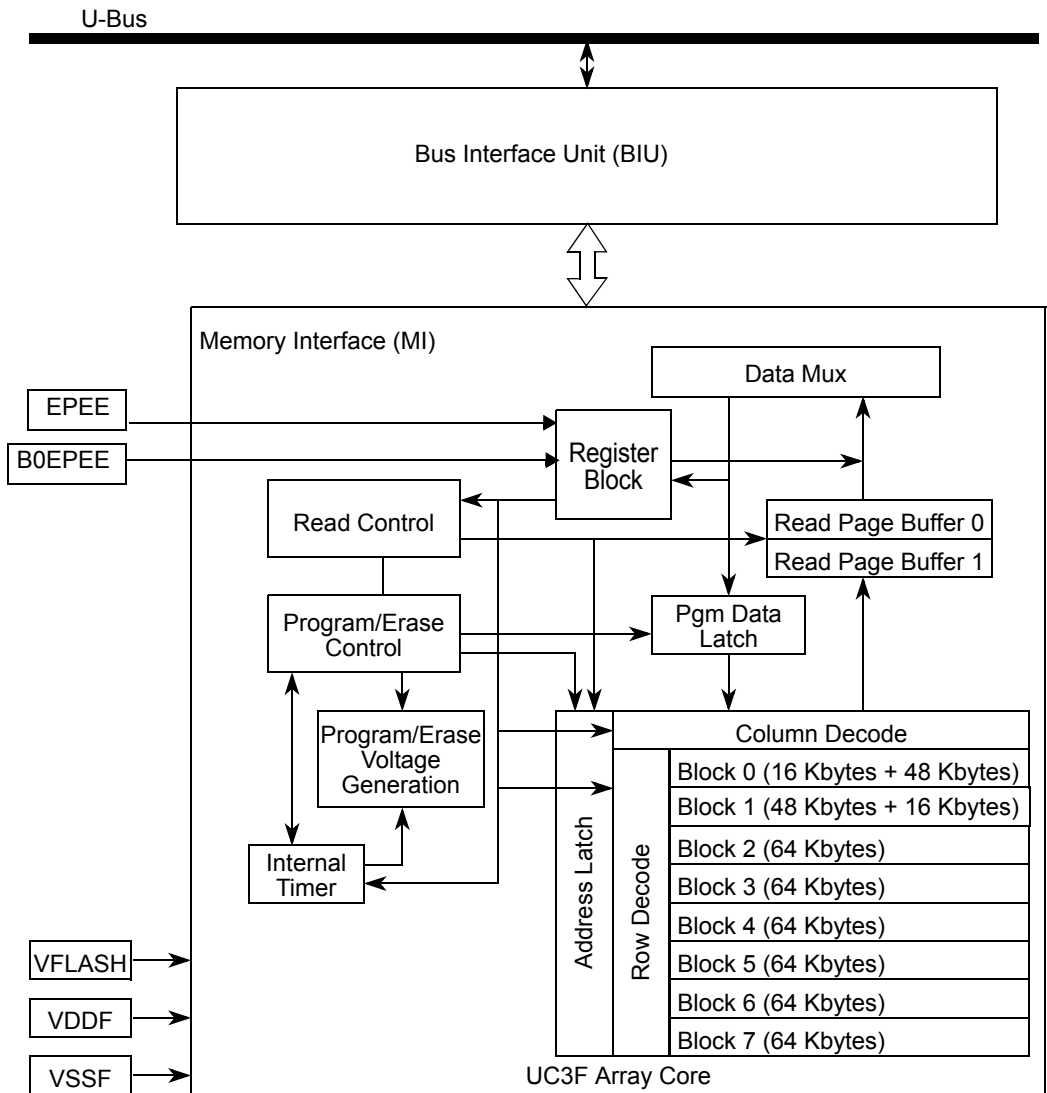 U-Bus
Bus Interface Unit (BIU)
Memory Interface (MI)
Data Mux
EPEE
B0EPEE
Register
Block
Read Control
Read Page Buffer 0
Read Page Buffer 1
Program/Erase
Control
Pgm Data
Latch
Program/Erase
Voltage
Generation
Internal
Timer
Address Latch
Row Decode
Column Decode
Block 0 (16 Kbytes + 48 Kbytes)
Block 1 (48 Kbytes + 16 Kbytes)
Block 2 (64 Kbytes)
Block 3 (64 Kbytes)
Block 4 (64 Kbytes)
Block 5 (64 Kbytes)
Block 6 (64 Kbytes)
Block 7 (64 Kbytes)
VFLASH
VDDF
VSSF
UC3F Array Core